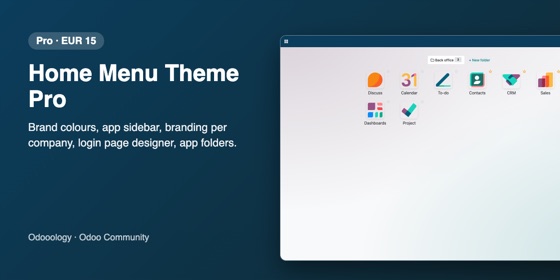 Pro · EUR 15
Home Menu Theme
Pro
Brand colours, app sidebar, branding per
company, login page designer, app folders.
Odooology · Odoo Community
Back office 8
+ New folder
Discuss
Calendar
To-do
Contacts
CRM
Sales
Dashboards
Project